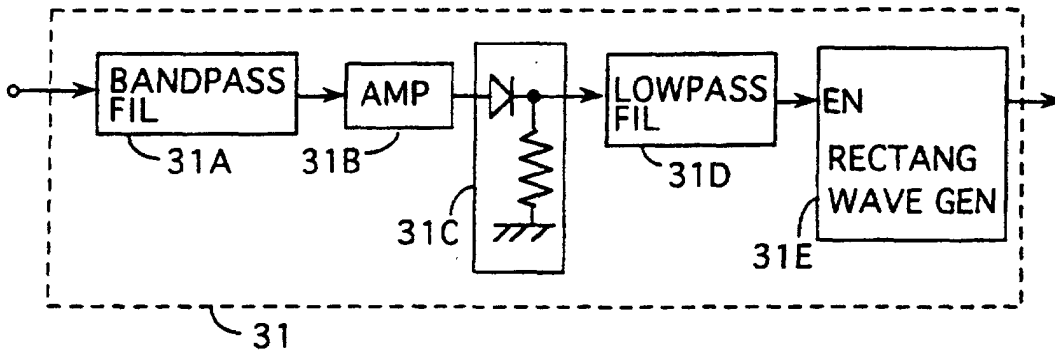 BANDPASS
FIL
AMP
LOWPASS
FIL
EN
RECTANG
WAVE GEN
31A
31B
31C
31D
31E
31